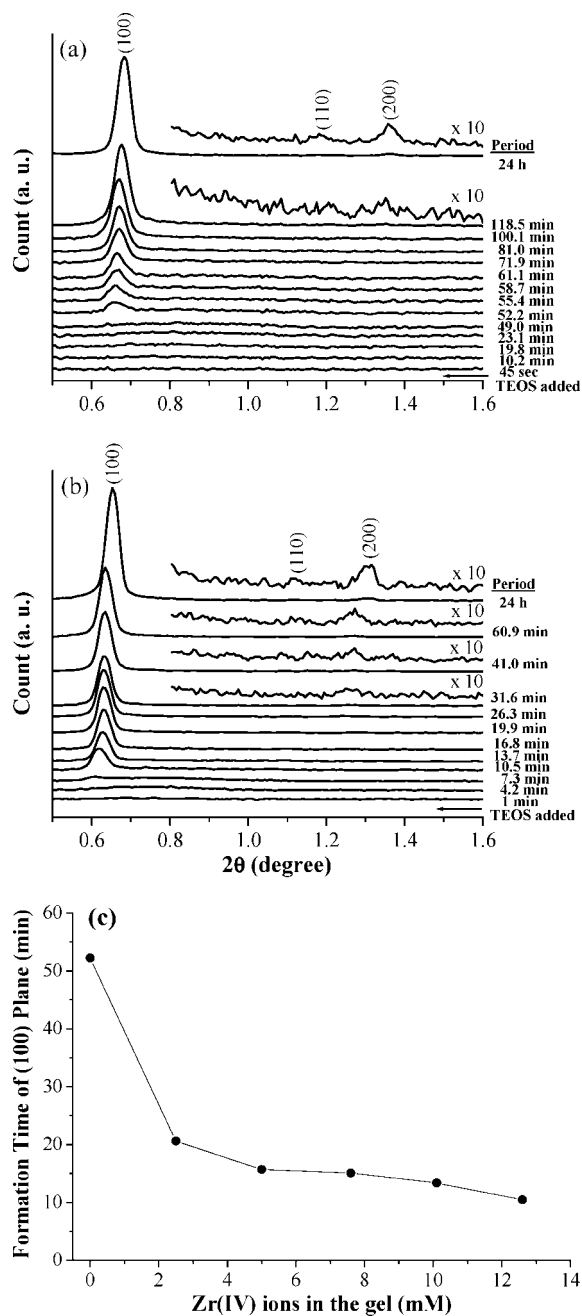 (a)
(100)
(110)
(200)
x 10
Period
24 h
x 10
118.5 min
100.1 min
81.0 min
71.9 min
61.1 min
58.7 min
55.4 min
52.2 min
49.0 min
23.1 min
19.8 min
10.2 min
45 sec
TEOS added
Count (a. u.)
0.6 0.8 1.0 1.2 1.4 1.6
(b)
(100)
(110)
(200)
x 10
Period
24 h
x 10
60.9 min
x 10
41.0 min
x 10
31.6 min
26.3 min
19.9 min
16.8 min
13.7 min
10.5 min
7.3 min
4.2 min
1 min
TEOS added
Count (a. u.)
0.6 0.8 1.0 1.2 1.4 1.6
2θ (degree)
(c)
Formation Time of (100) Plane (min)
60
50
40
30
20
10
0
0 2 4 6 8 10 12 14
Zr(IV) ions in the gel (mM)